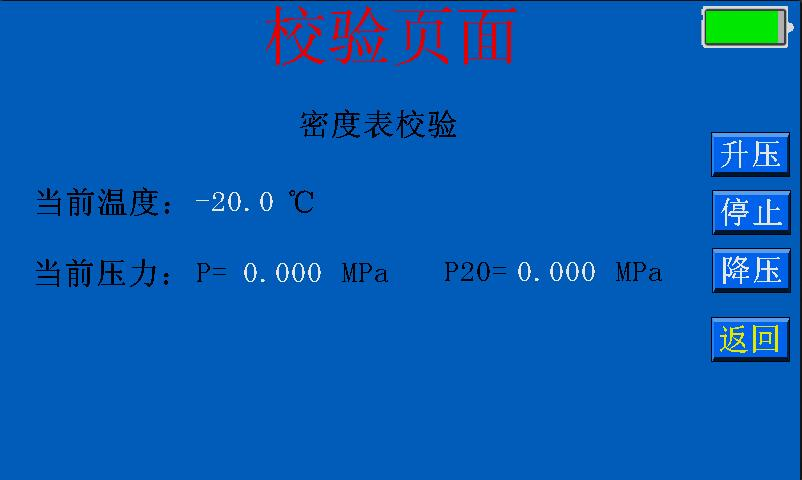 校验页面
密度表校验
升压
当前温度： -20.0 ℃
停止
当前压力： P= 0.000 MPa P20= 0.000 MPa
降压
返回